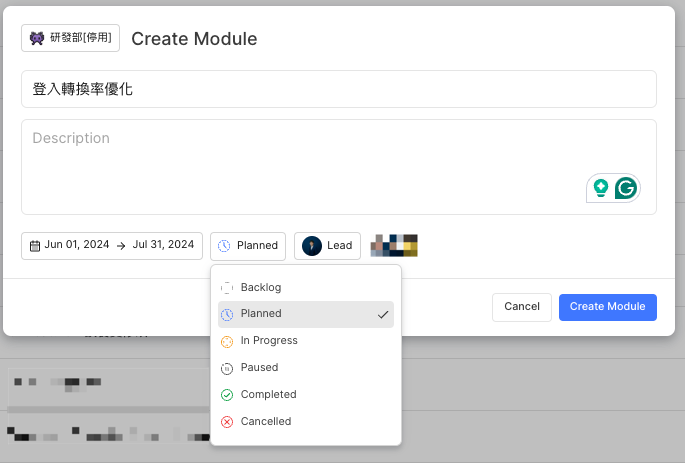 研發部[停用] Create Module
登入轉換率優化
Description
Jun 01, 2024 → Jul 31, 2024 Planned Lead
Backlog
Planned
In Progress
Paused
Completed
Cancelled
Cancel Create Module